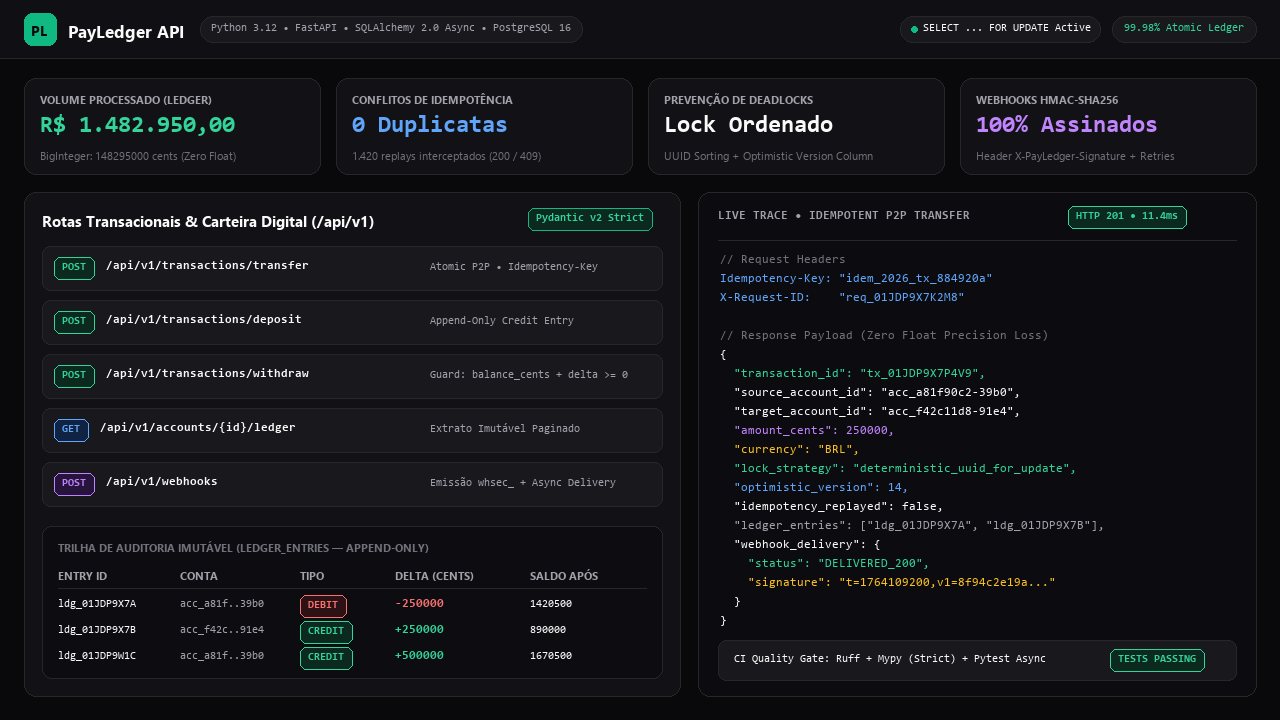 PL PayLedger API Python 3.12 • FastAPI • SQLAlchemy 2.0 Async • PostgreSQL 16 SELECT ... FOR UPDATE Active 99.98% Atomic Ledger
VOLUME PROCESSADO (LEDGER)
R$ 1.482.950,00
BigInteger: 148295000 cents (Zero Float)
CONFLITOS DE IDEMPOTÊNCIA
0 Duplicatas
1.420 replays interceptados (200 / 409)
PREVENÇÃO DE DEADLOCKS
Lock Ordenado
UUID Sorting + Optimistic Version Column
WEBHOOKS HMAC-SHA256
100% Assinados
Header X-PayLedger-Signature + Retries
Rotas Transacionais & Carteira Digital (/api/v1) Pydantic v2 Strict
POST /api/v1/transactions/transfer Atomic P2P • Idempotency-Key
POST /api/v1/transactions/deposit Append-Only Credit Entry
POST /api/v1/transactions/withdraw Guard: balance_cents + delta >= 0
GET /api/v1/accounts/{id}/ledger Extrato Imutável Paginado
POST /api/v1/webhooks Emissão whsec_ + Async Delivery
TRILHA DE AUDITORIA IMUTÁVEL (LEDGER_ENTRIES — APPEND-ONLY)
ENTRY ID CONTA TIPO DELTA (CENTS) SALDO APÓS
ldg_01JDP9X7A acc_a81f..39b0 DEBIT -250000 1420500
ldg_01JDP9X7B acc_f42c..91e4 CREDIT +250000 890000
ldg_01JDP9W1C acc_a81f..39b0 CREDIT +500000 1670500
LIVE TRACE • IDEMPOTENT P2P TRANSFER HTTP 201 • 11.4ms
// Request Headers
Idempotency-Key: "idem_2026_tx_884920a"
X-Request-ID: "req_01JDP9X7K2M8"
// Response Payload (Zero Float Precision Loss)
{
"transaction_id": "tx_01JDP9X7P4V9",
"source_account_id": "acc_a81f90c2-39b0",
"target_account_id": "acc_f42c11d8-91e4",
"amount_cents": 250000,
"currency": "BRL",
"lock_strategy": "deterministic_uuid_for_update",
"optimistic_version": 14,
"idempotency_replayed": false,
"ledger_entries": ["ldg_01JDP9X7A", "ldg_01JDP9X7B"],
"webhook_delivery": {
"status": "DELIVERED_200",
"signature": "t=1764109200,v1=8f94c2e19a..."
}
}
CI Quality Gate: Ruff + Mypy (Strict) + Pytest Async TESTS PASSING